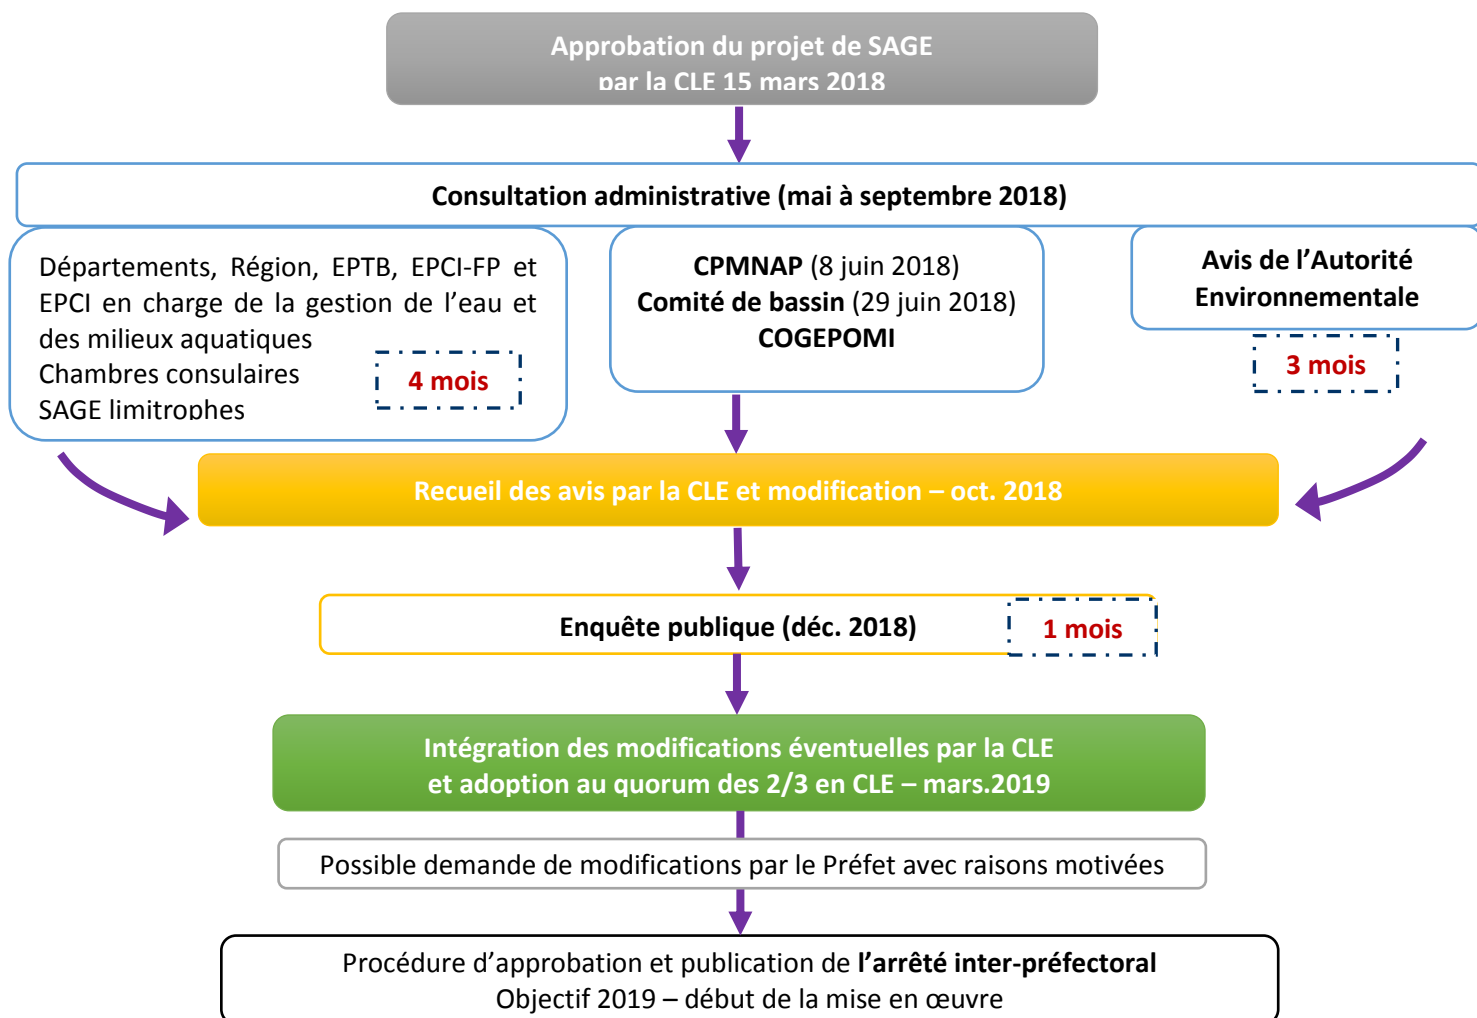 Approbation du projet de SAGE
par la CLE 15 mars 2018
Consultation administrative (mai à septembre 2018)
Départements, Région, EPTB, EPCI-FP et
EPCI en charge de la gestion de l’eau et
des milieux aquatiques
Chambres consulaires
SAGE limitrophes
4 mois
CPMNAP (8 juin 2018)
Comité de bassin (29 juin 2018)
COGEPOMI
Avis de l’Autorité
Environnementale
3 mois
Recueil des avis par la CLE et modification – oct. 2018
Enquête publique (déc. 2018)
1 mois
Intégration des modifications éventuelles par la CLE
et adoption au quorum des 2/3 en CLE – mars.2019
Possible demande de modifications par le Préfet avec raisons motivées
Procédure d’approbation et publication de l’arrêté inter-préfectoral
Objectif 2019 – début de la mise en œuvre